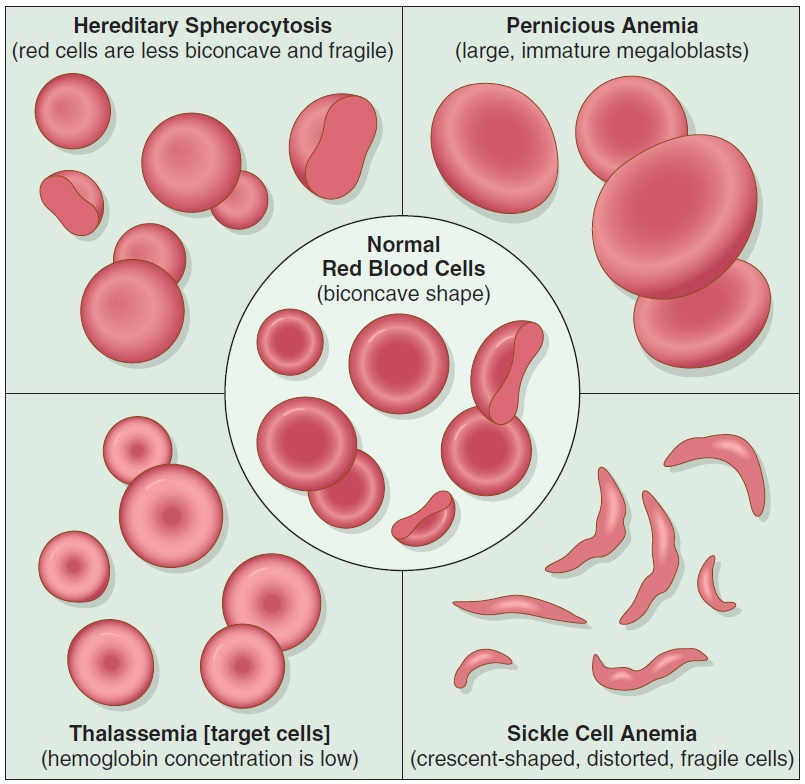 Hereditary Spherocytosis
(red cells are less biconcave and fragile)
Pernicious Anemia
(large, immature megaloblasts)
Normal
Red Blood Cells
(biconcave shape)
Thalassemia [target cells]
(hemoglobin concentration is low)
Sickle Cell Anemia
(crescent-shaped, distorted, fragile cells)